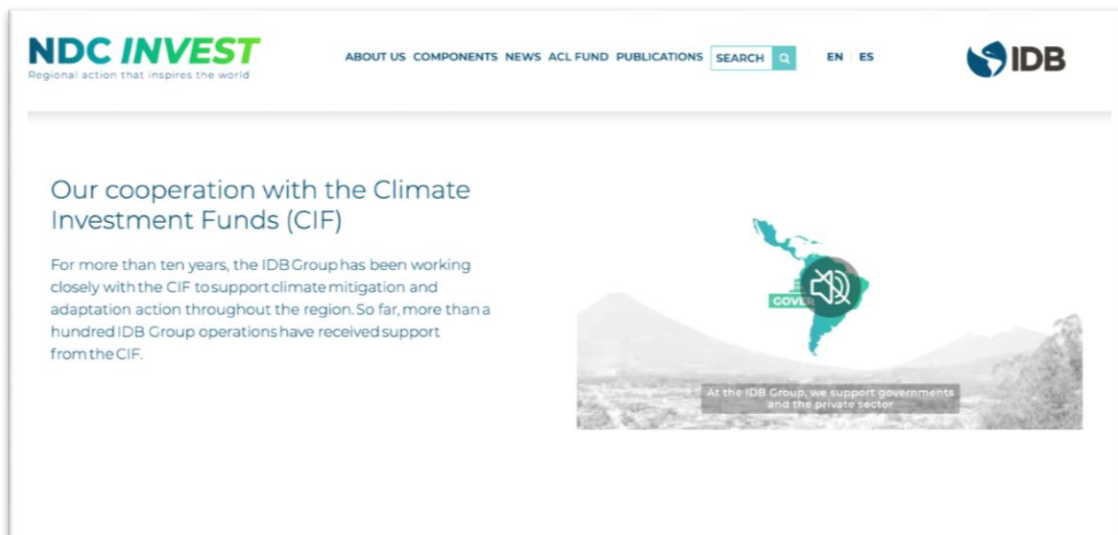 NDC INVEST
Regional action that inspires the world
ABOUT US COMPONENTS NEWS ACL FUND PUBLICATIONS SEARCH EN ES
IDB
Our cooperation with the Climate
Investment Funds (CIF)
For more than ten years, the IDB Group has been working
closely with the CIF to support climate mitigation and
adaptation action throughout the region. So far, more than a
hundred IDB Group operations have received support
from the CIF.
GOVER
At the IDB Group, we support governments
and the private sector